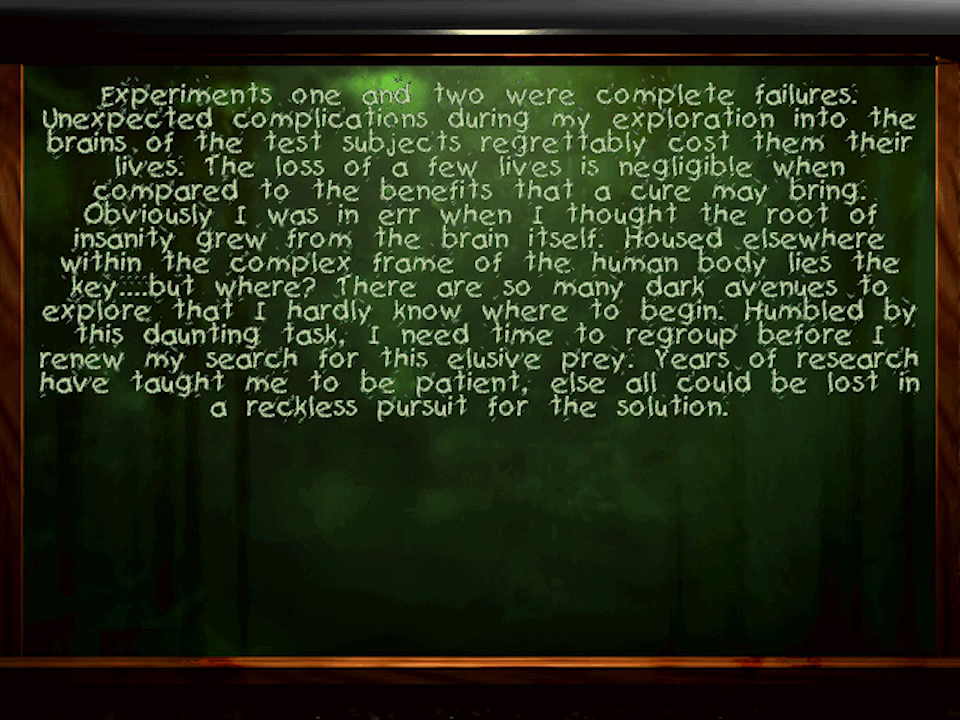 Experiments one and two were complete failures.
Unexpected complications during my exploration into the
brains of the test subjects regrettably cost them their
lives. The loss of a few lives is negligible when
compared to the benefits that a cure may bring.
Obviously I was in err when I thought the root of
insanity grew from the brain itself. Housed elsewhere
within the complex frame of the human body lies the
key....but where? There are so many dark avenues to
explore that I hardly know where to begin. Humbled by
this daunting task, I need time to regroup before I
renew my search for this elusive prey. Years of research
have taught me to be patient, else all could be lost in
a reckless pursuit for the solution.